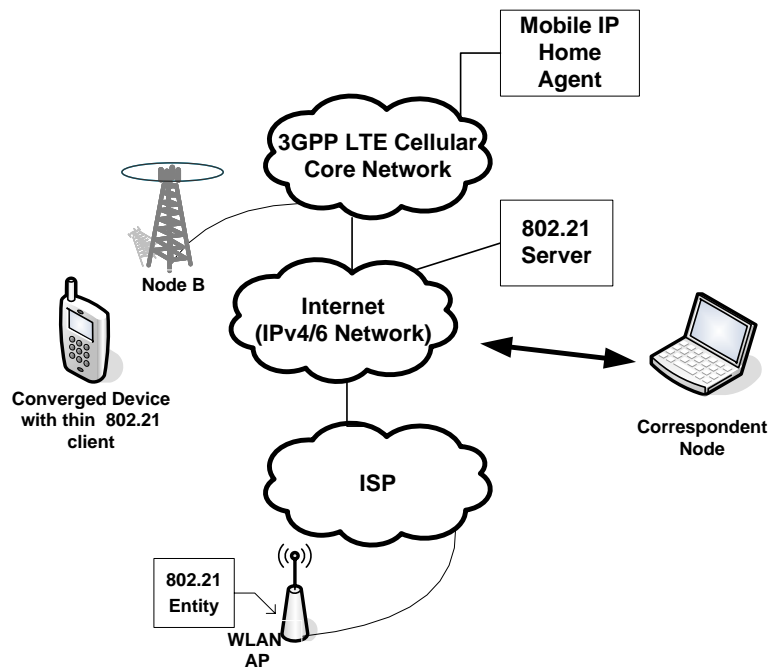 Mobile IP
Home
Agent
3GPP LTE Cellular
Core Network
802.21
Server
Node B
Internet
(IPv4/6 Network)
Converged Device
with thin 802.21
client
Correspondent
Node
ISP
802.21
Entity
WLAN
AP